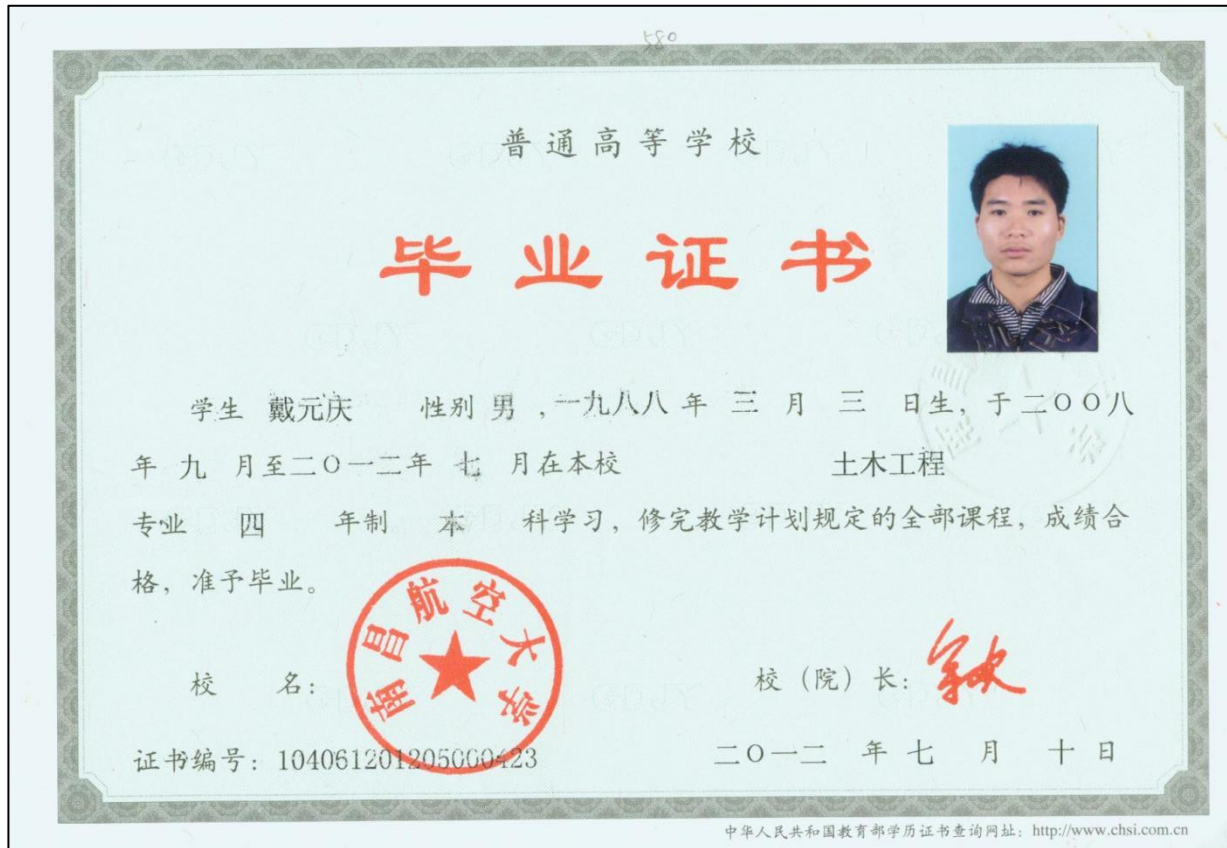 580
普通高等学校
毕业证书
学生 戴元庆 性别 男 ,一九八八 年 三 月 三 日生, 于二〇〇八
年 九 月至二〇一二年 七 月在本校 土木工程
专业 四 年制 本 科学习, 修完教学计划规定的全部课程, 成绩合
格, 准予毕业。
南昌航空大学
校 名: 校(院)长:
证书编号: 104061201205000423 二〇一二 年 七 月 十 日
中华人民共和国教育部学历证书查询网址: http://www.chsi.com.cn